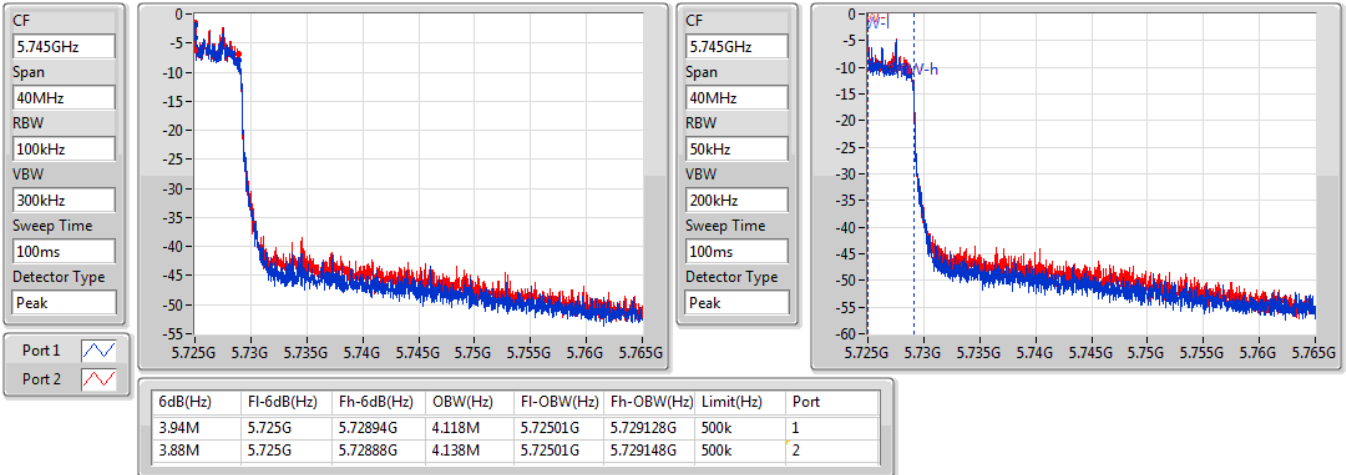 CF
5.745GHz
Span
40MHz
RBW
100kHz
VBW
300kHz
Sweep Time
100ms
Detector Type
Peak
Port 1
Port 2
0-
-5-
-10-
-15-
-20-
-25-
-30-
-35-
-40-
-45-
-50-
-55-
5.725G 5.73G 5.735G 5.74G 5.745G 5.75G 5.755G 5.76G 5.765G
CF
5.745GHz
Span
40MHz
RBW
50kHz
VBW
200kHz
Sweep Time
100ms
Detector Type
Peak
0-
-5-
-10-
-15-
-20-
-25-
-30-
-35-
-40-
-45-
-50-
-55-
-60-
W-l
W-h
5.725G 5.73G 5.735G 5.74G 5.745G 5.75G 5.755G 5.76G 5.765G
6dB(Hz) Fl-6dB(Hz) Fh-6dB(Hz) OBW(Hz) Fl-OBW(Hz) Fh-OBW(Hz) Limit(Hz) Port
3.94M 5.725G 5.72894G 4.118M 5.72501G 5.729128G 500k 1
3.88M 5.725G 5.72888G 4.138M 5.72501G 5.729148G 500k 2